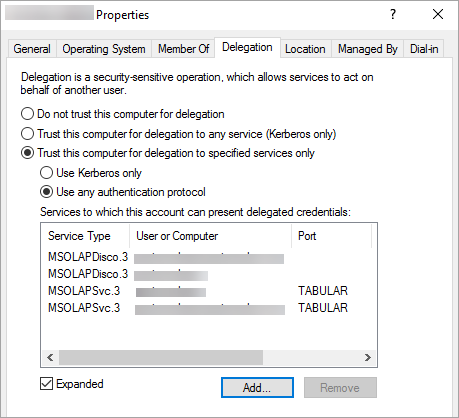 Properties
?
General
Operating System
Member Of
Delegation
Location
Managed By
Dial-in
Delegation is a security-sensitive operation, which allows services to act on
behalf of another user.
Do not trust this computer for delegation
Trust this computer for delegation to any service (Kerberos only)
Trust this computer for delegation to specified services only
Use Kerberos only
Use any authentication protocol
Services to which this account can present delegated credentials:
Service Type User or Computer Port
MSOLAPDisco.3
MSOLAPDisco.3
MSOLAPSvc.3 TABULAR
MSOLAPSvc.3 TABULAR
Expanded
Add...
Remove